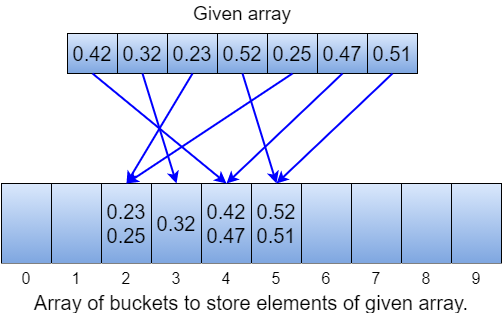 Given array
0.42 0.32 0.23 0.52 0.25 0.47 0.51
0.23 0.32 0.42 0.52
0.25 0.47 0.51
0 1 2 3 4 5 6 7 8 9
Array of buckets to store elements of given array.